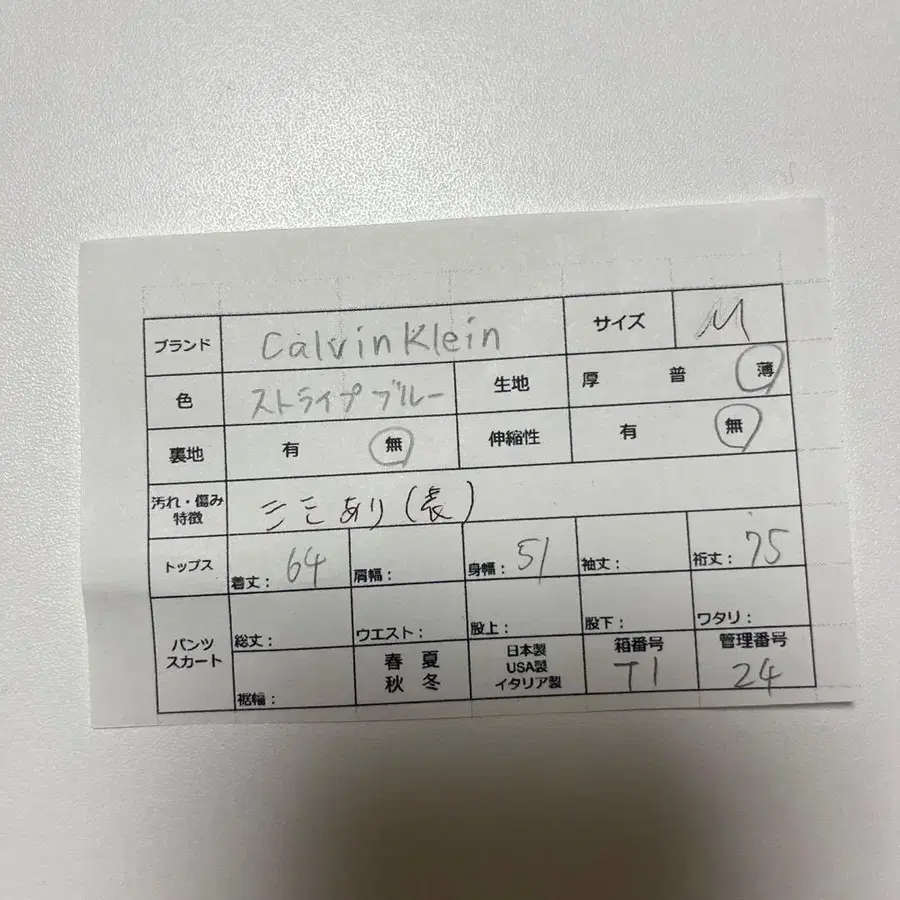 ブランド Calvin Klein サイズ M
色 ストライプ ブルー 生地 厚 普 薄
裏地 有 無 伸縮性 有 無
汚れ・傷み
特徴 ミミあり(表)
トップス 着丈: 64 肩幅: 身幅: 51 袖丈: 裄丈: 75
パンツ
スカート
総丈: ウエスト: 股上: 股下: ワタリ:
裾幅:
春 夏
秋 冬
日本製
USA製
イタリア製
箱番号
T1
管理番号
24